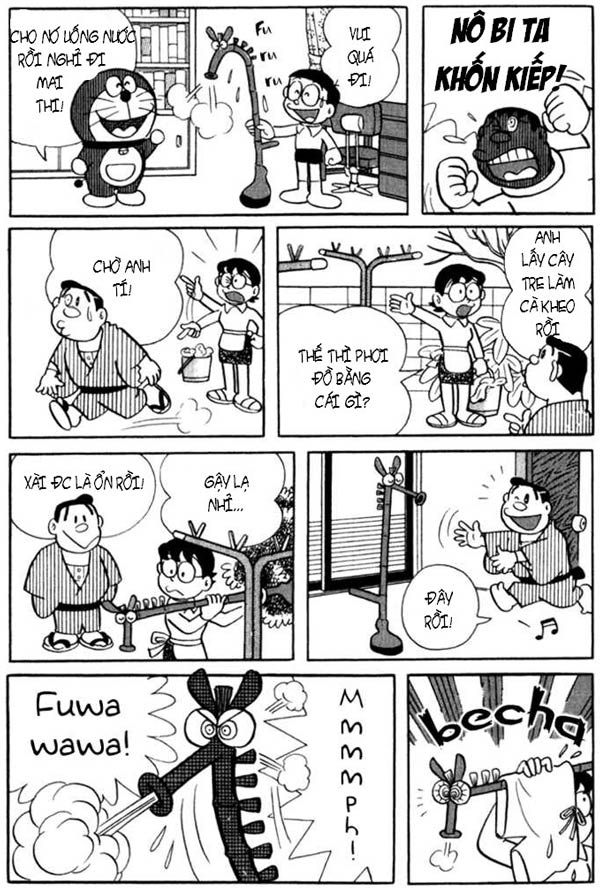 CHO NÓ UỐNG NƯỚC
RỒI NGHỈ ĐI
MAI
THI!
Fu
ru
ru
VUI
QUÁ
ĐI!
NÔ BI TA
KHỐN KIẾP!
CHỜ ANH
TÍ!
ANH
LẤY CÂY
TRE LÀM
CÀ KHEO
RỒI
THẾ THÌ PHƠI
ĐỒ BẰNG
CÁI GÌ?
XÀI ĐC LÀ ỔN RỒI!
GẬY LẠ
NHỈ...
ĐÂY
RỒI!
Fuwa
wawa!
Mmmmmph!
becha